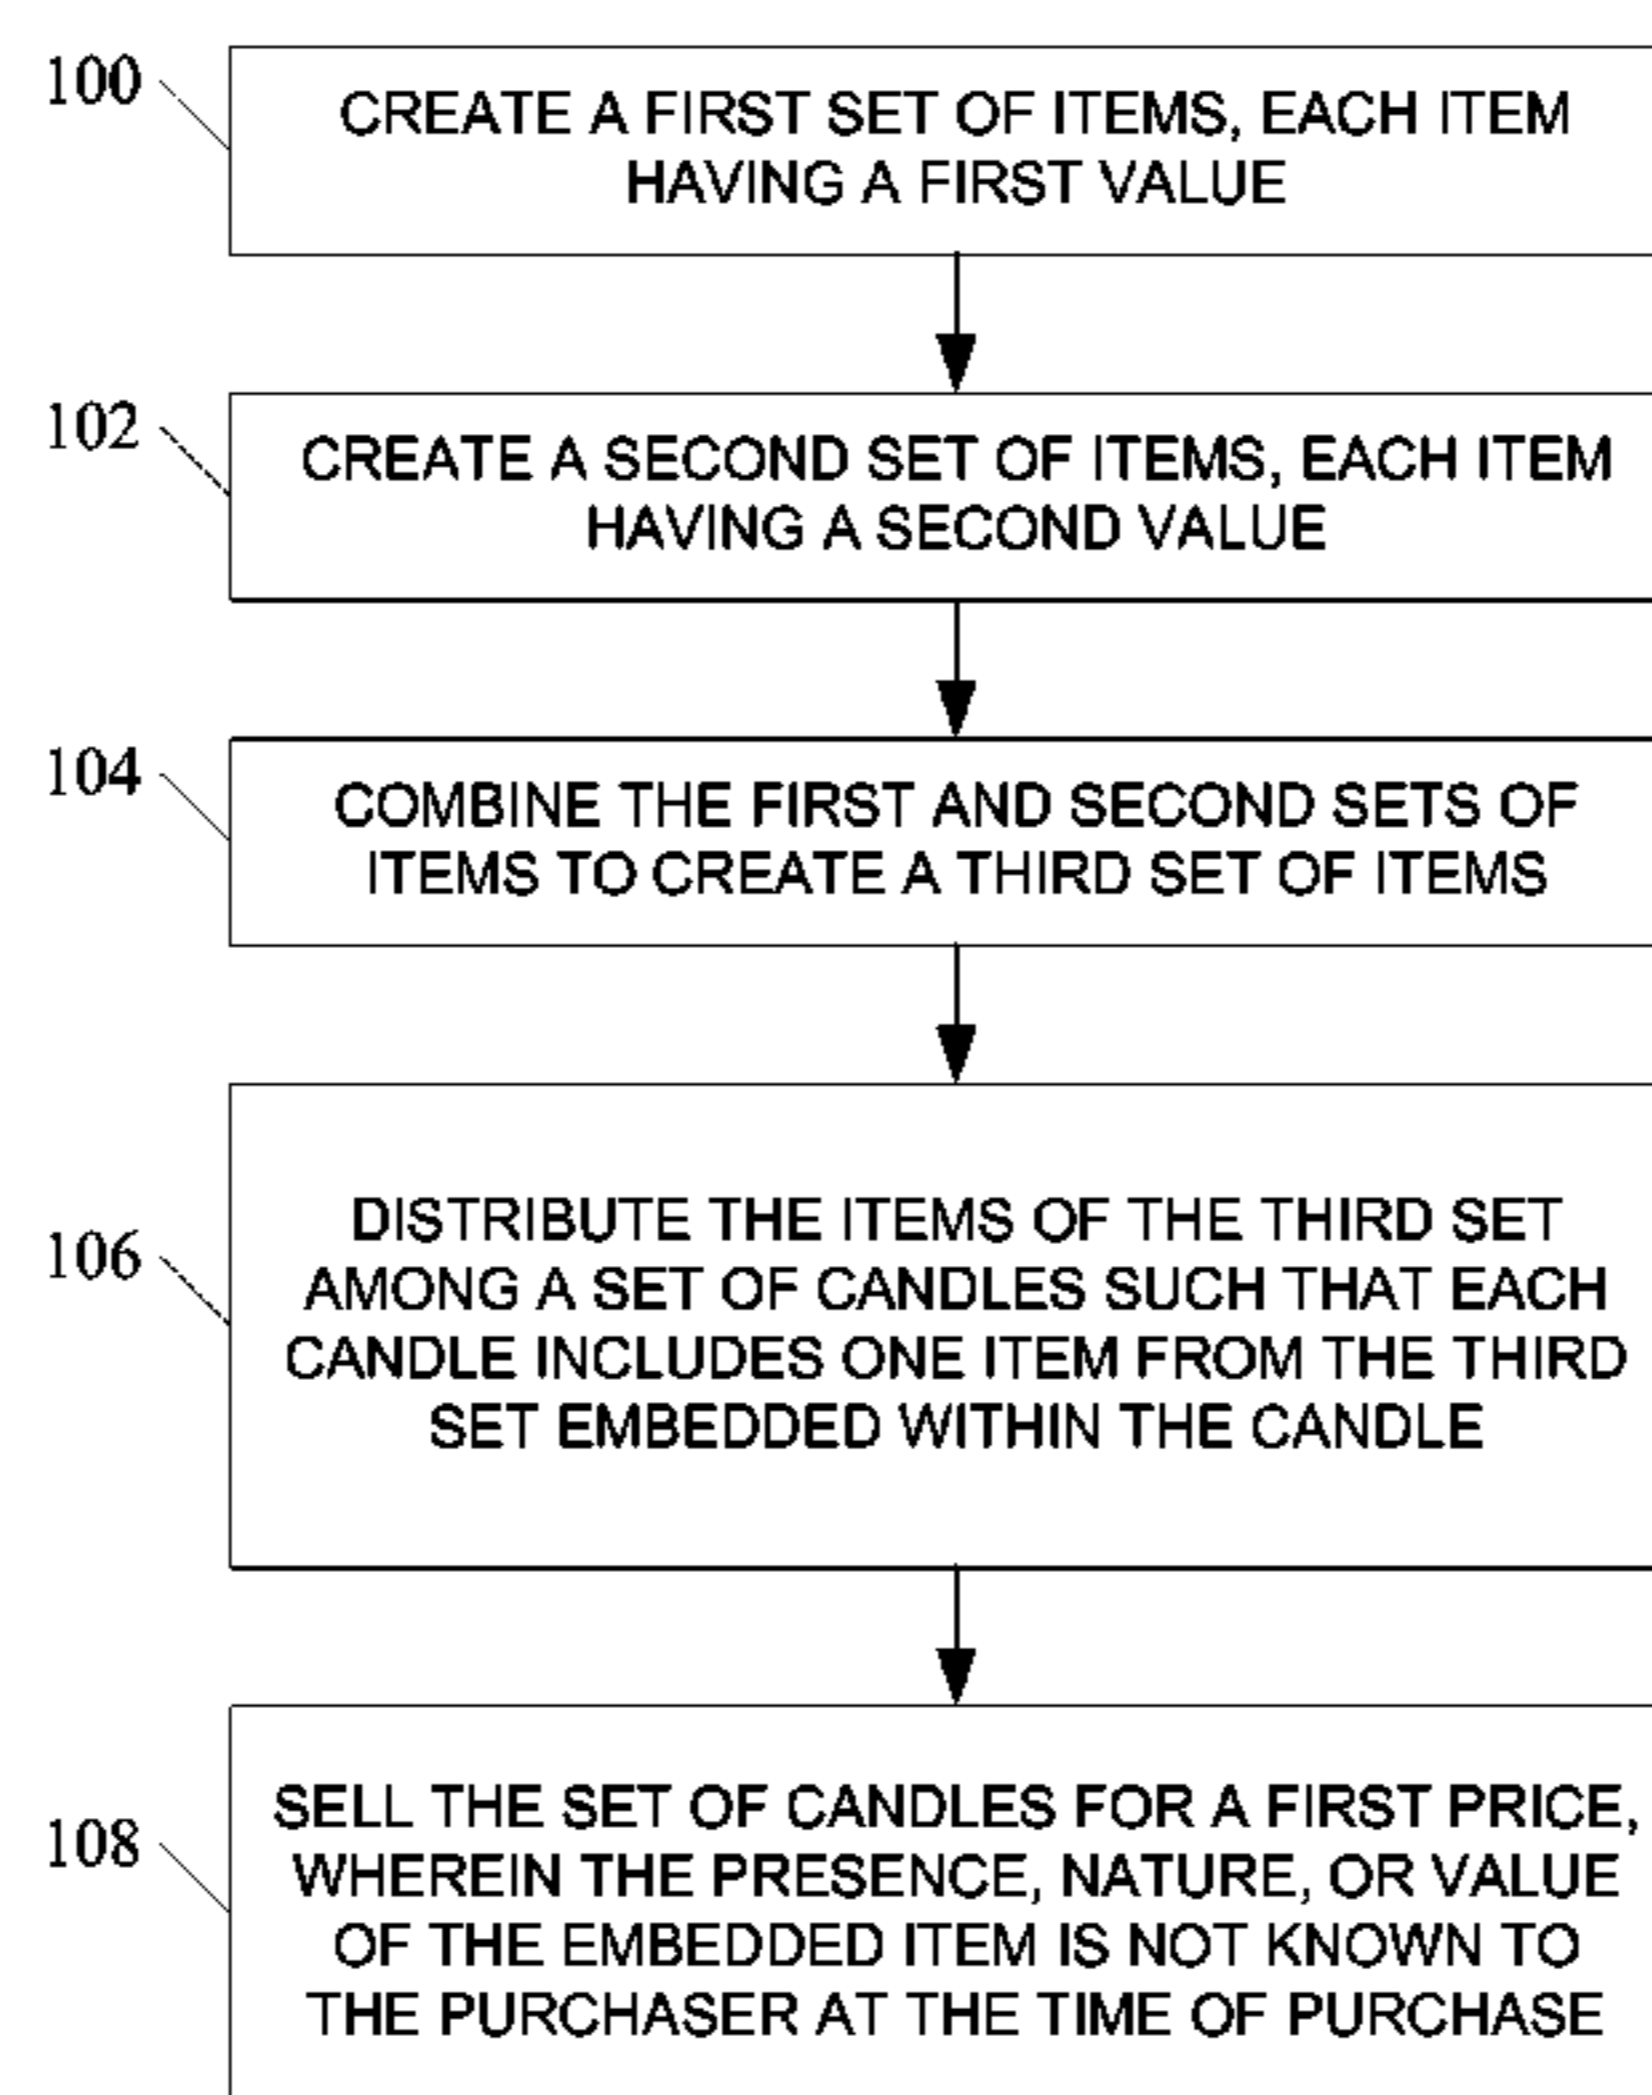 100
CREATE A FIRST SET OF ITEMS, EACH ITEM
HAVING A FIRST VALUE
102
CREATE A SECOND SET OF ITEMS, EACH ITEM
HAVING A SECOND VALUE
104
COMBINE THE FIRST AND SECOND SETS OF
ITEMS TO CREATE A THIRD SET OF ITEMS
106
DISTRIBUTE THE ITEMS OF THE THIRD SET
AMONG A SET OF CANDLES SUCH THAT EACH
CANDLE INCLUDES ONE ITEM FROM THE THIRD
SET EMBEDDED WITHIN THE CANDLE
108
SELL THE SET OF CANDLES FOR A FIRST PRICE,
WHEREIN THE PRESENCE, NATURE, OR VALUE
OF THE EMBEDDED ITEM IS NOT KNOWN TO
THE PURCHASER AT THE TIME OF PURCHASE